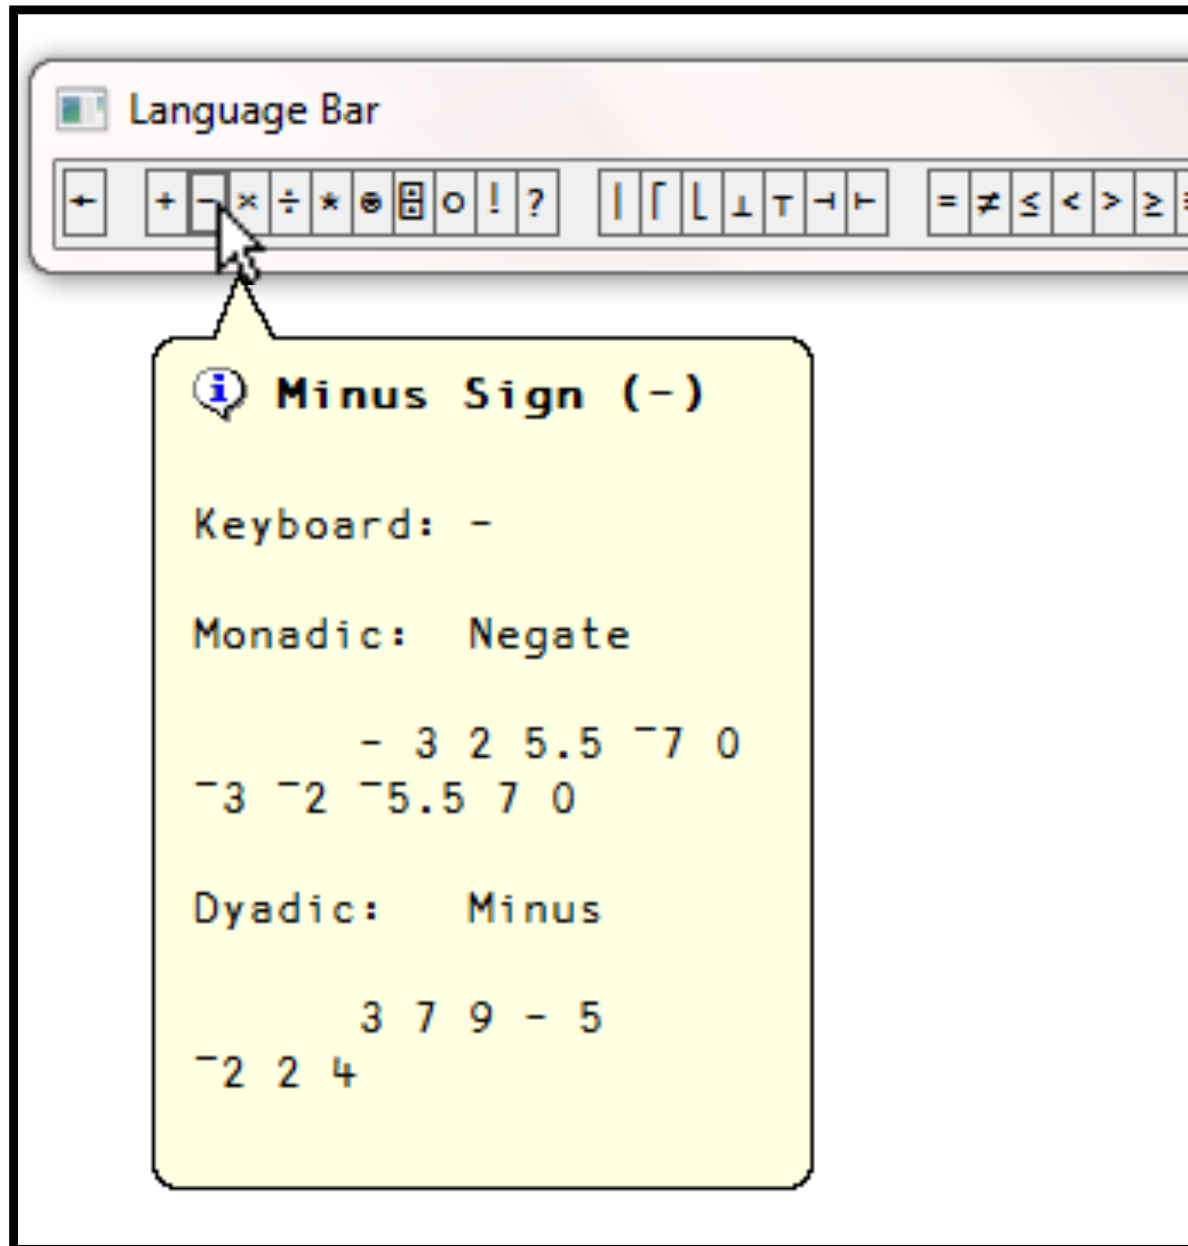 Language Bar
← + - × ÷ * ⍟ ⌹ ○ ! ? | ⌈ ⌊ ⊥ ⊤ ⊣ ⊢ = ≠ ≤ < > ≥
Minus Sign (-)
Keyboard: -
Monadic: Negate
- 3 2 5.5 ¯7 0
¯3 ¯2 ¯5.5 7 0
Dyadic: Minus
3 7 9 - 5
¯2 2 4